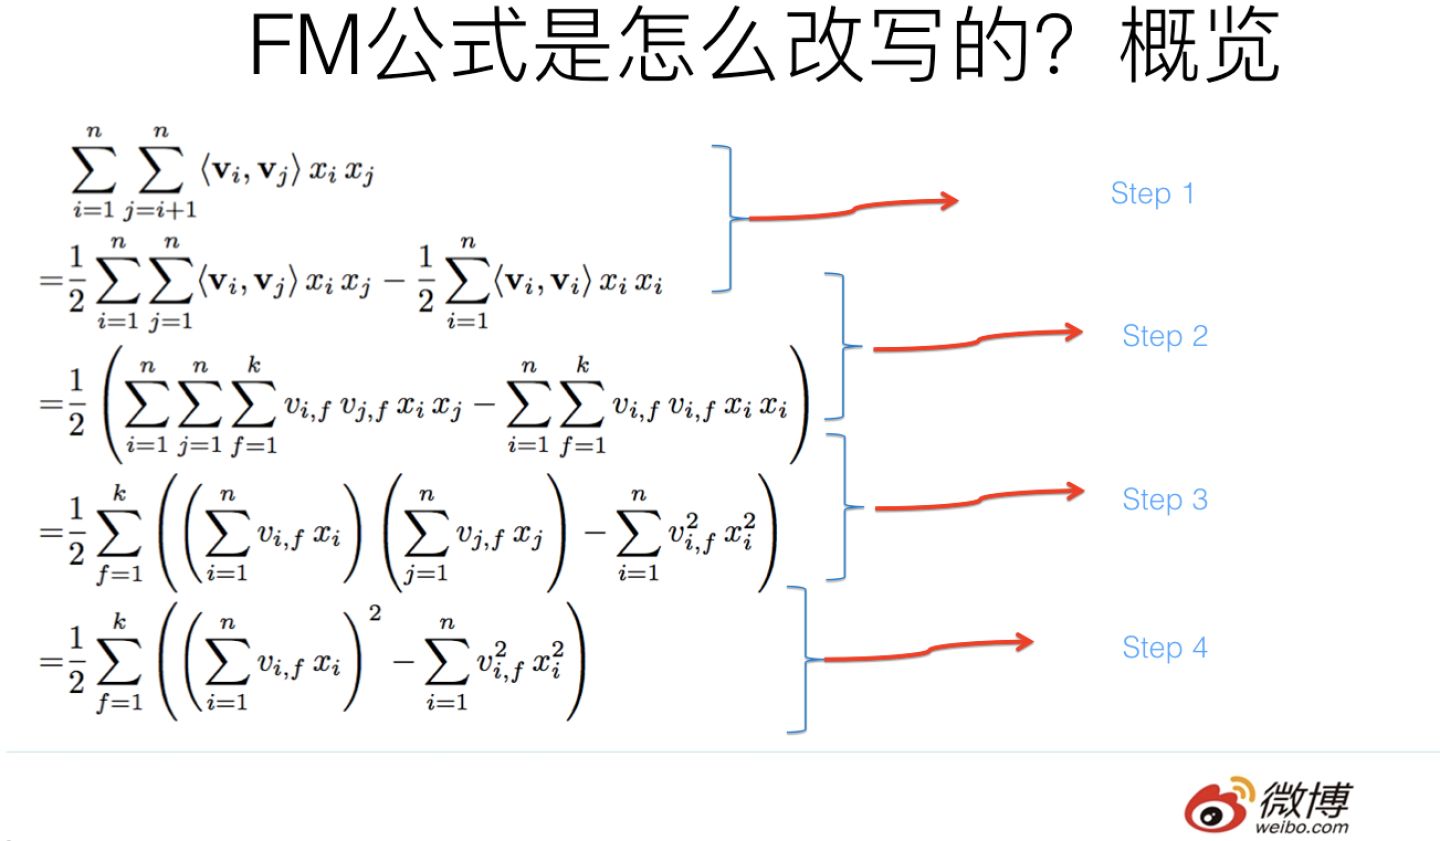 FM公式是怎么改写的？概览
$\sum_{i=1}^{n} \sum_{j=i+1}^{n} \langle \mathbf{v}_i, \mathbf{v}_j \rangle x_i x_j$
Step 1
$= \frac{1}{2} \sum_{i=1}^{n} \sum_{j=1}^{n} \langle \mathbf{v}_i, \mathbf{v}_j \rangle x_i x_j - \frac{1}{2} \sum_{i=1}^{n} \langle \mathbf{v}_i, \mathbf{v}_i \rangle x_i x_i$
Step 2
$= \frac{1}{2} \left( \sum_{i=1}^{n} \sum_{j=1}^{n} \sum_{f=1}^{k} v_{i,f} v_{j,f} x_i x_j - \sum_{i=1}^{n} \sum_{f=1}^{k} v_{i,f} v_{i,f} x_i x_i \right)$
Step 3
$= \frac{1}{2} \sum_{f=1}^{k} \left( \left( \sum_{i=1}^{n} v_{i,f} x_i \right) \left( \sum_{j=1}^{n} v_{j,f} x_j \right) - \sum_{i=1}^{n} v_{i,f}^2 x_i^2 \right)$
Step 4
$= \frac{1}{2} \sum_{f=1}^{k} \left( \left( \sum_{i=1}^{n} v_{i,f} x_i \right)^2 - \sum_{i=1}^{n} v_{i,f}^2 x_i^2 \right)$
微博
weibo.com